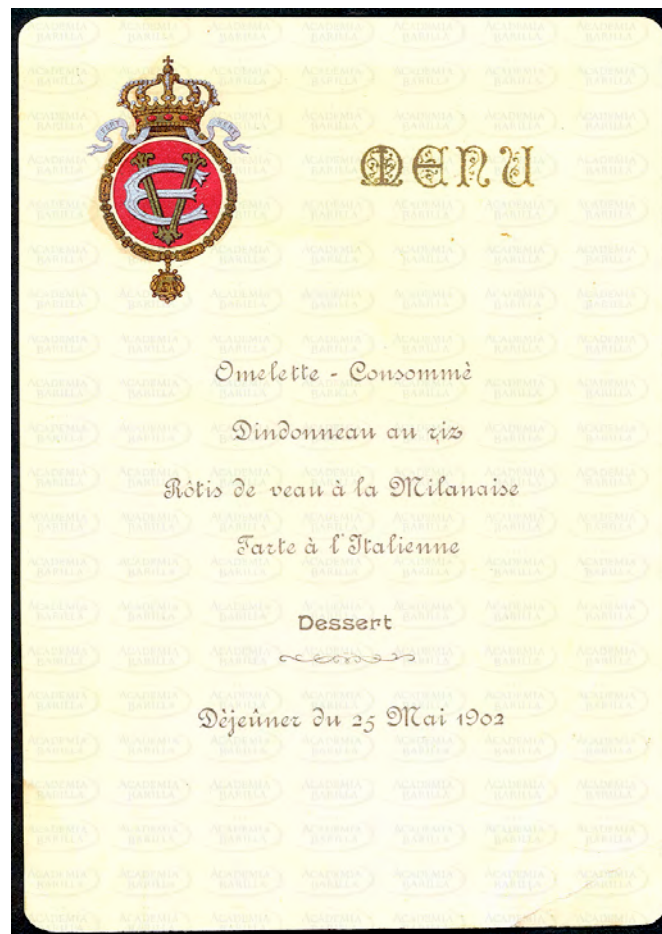 MENU
Omelette - Consommè
Dindonneau au riz
Rôtis de veau à la Milanaise
Tarte à l'Italienne
Dessert
Déjeûner du 25 Mai 1902